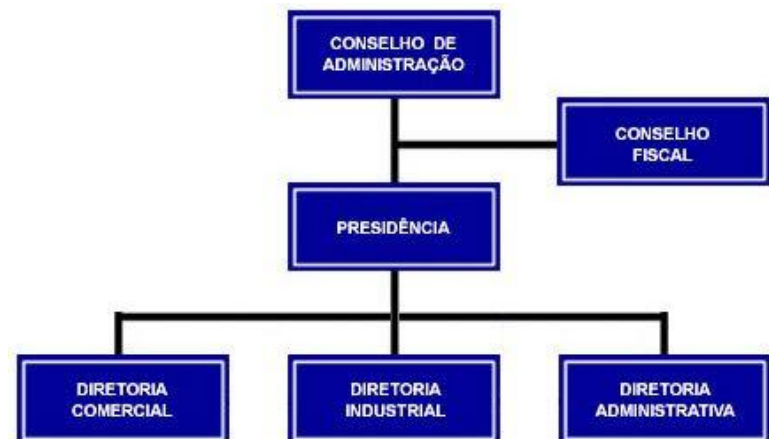 CONSELHO DE
ADMINISTRAÇÃO
CONSELHO
FISCAL
PRESIDÊNCIA
DIRETORIA
COMERCIAL
DIRETORIA
INDUSTRIAL
DIRETORIA
ADMINISTRATIVA